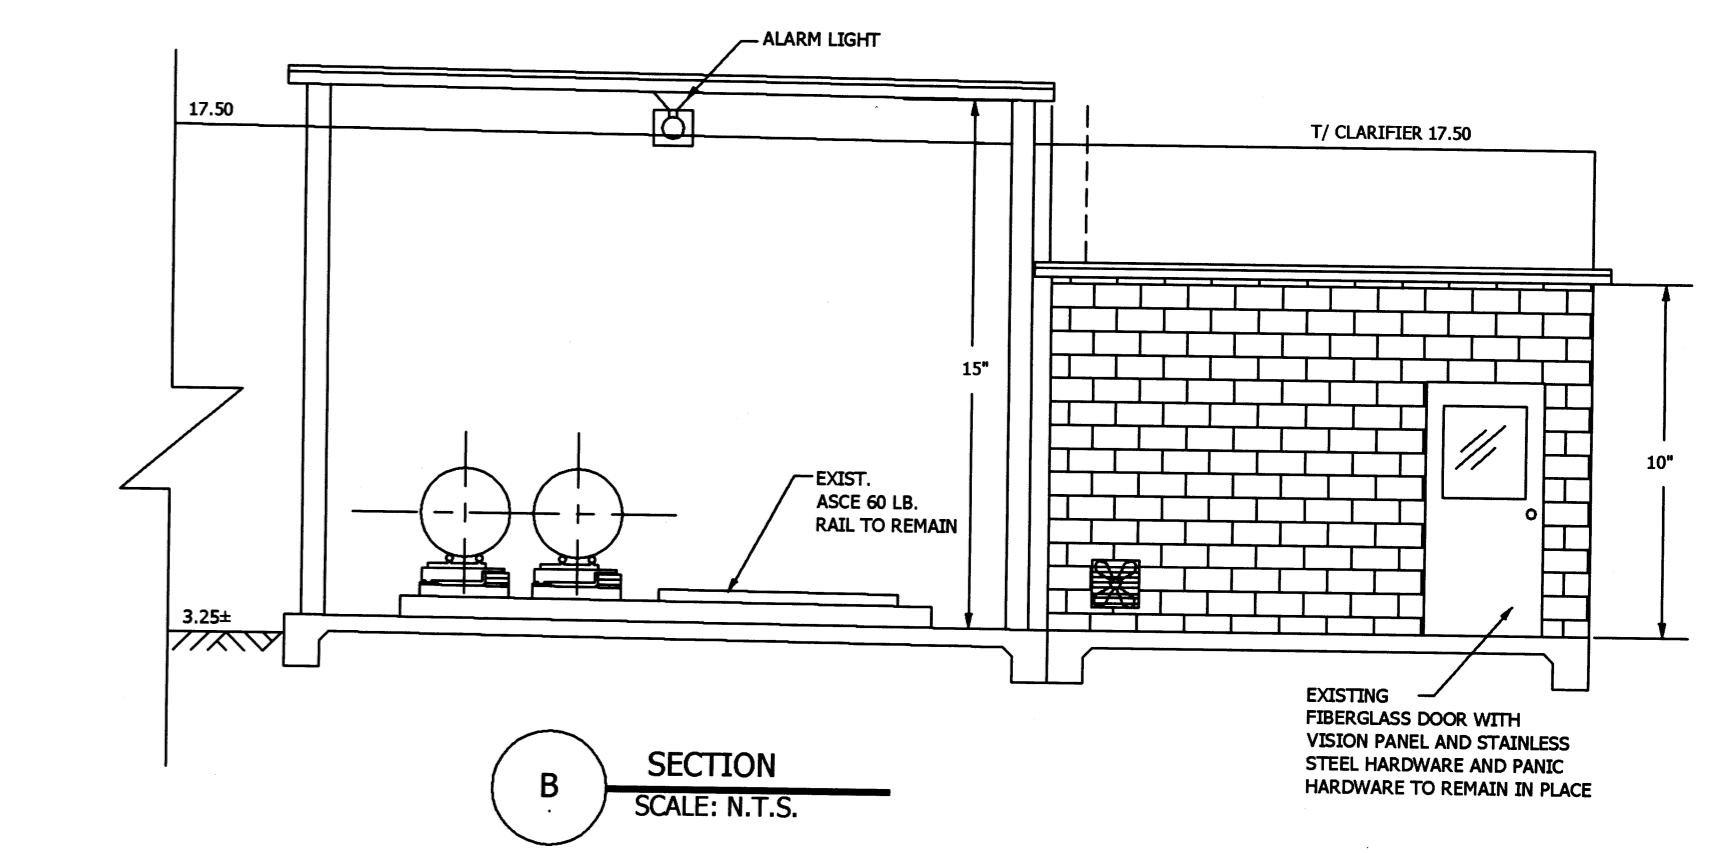 ALARM LIGHT
17.50
T/ CLARIFIER 17.50
15"
10"
EXIST.
ASCE 60 LB.
RAIL TO REMAIN
3.25±
EXISTING
FIBERGLASS DOOR WITH
VISION PANEL AND STAINLESS
STEEL HARDWARE AND PANIC
HARDWARE TO REMAIN IN PLACE
B
SECTION
SCALE: N.T.S.